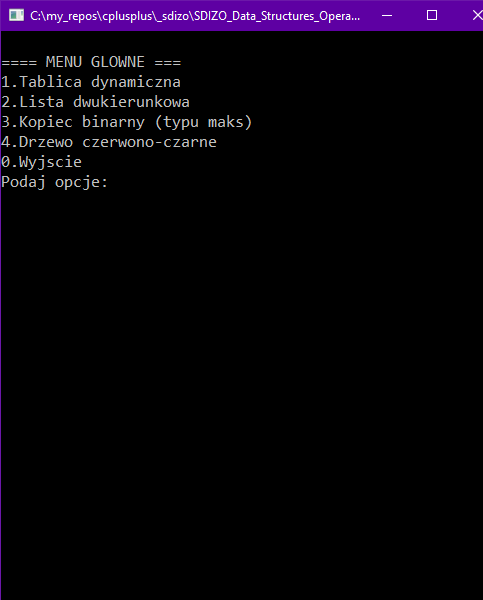 C:\my_repos\cplusplus\_sdizo\SDIZO_Data_Structures_Opera...
==== MENU GLOWNE ===
1.Tablica dynamiczna
2.Lista dwukierunkowa
3.Kopiec binarny (typu maks)
4.Drzewo czerwono-czarne
0.Wyjscie
Podaj opcje: